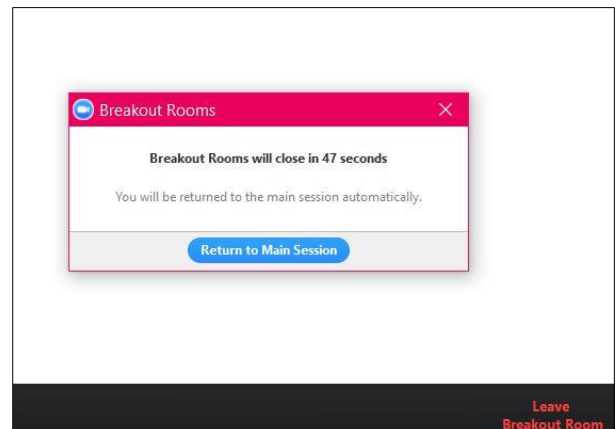 Breakout Rooms
Breakout Rooms will close in 47 seconds
You will be returned to the main session automatically.
Return to Main Session
Leave
Breakout Room